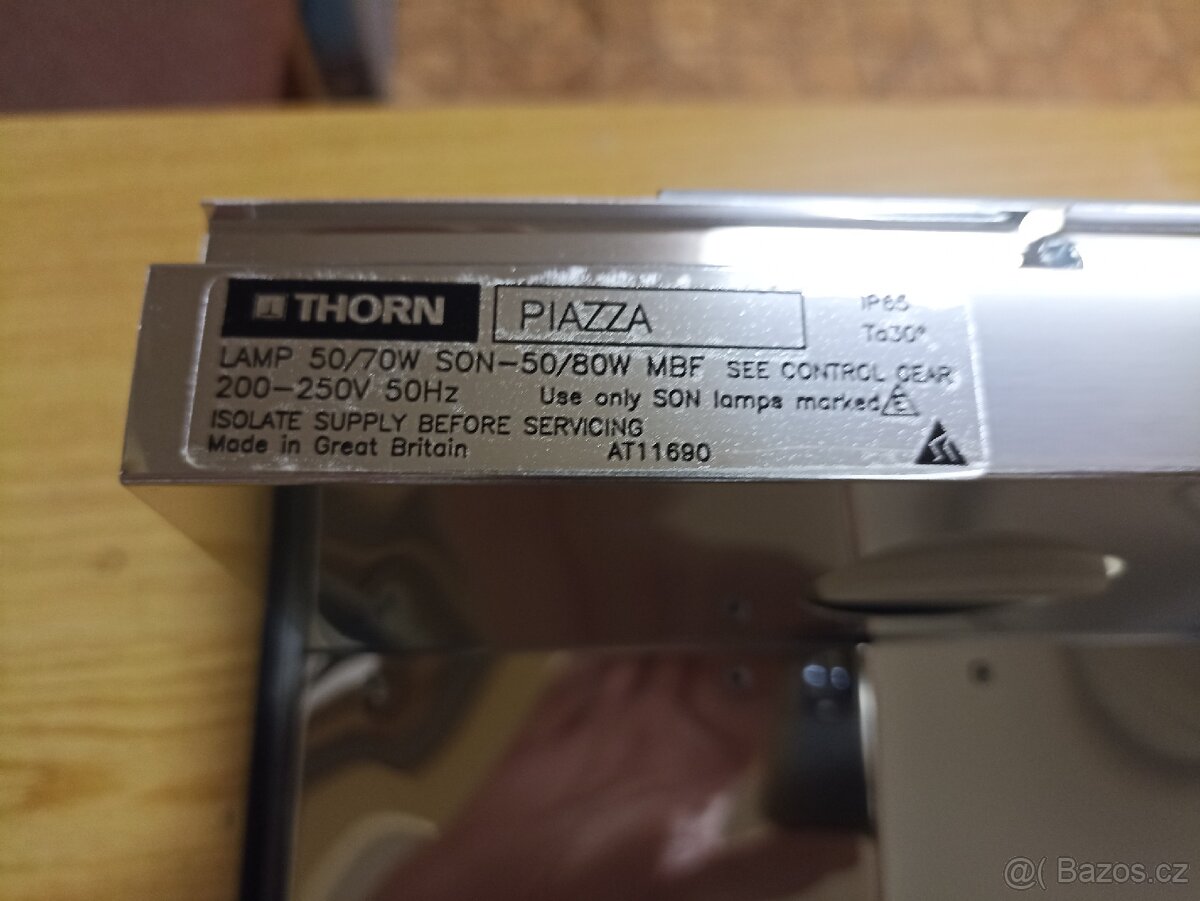 THORN PIAZZA IP65
Ta30°
LAMP 50/70W SON-50/80W MBF SEE CONTROL GEAR
200-250V 50Hz Use only SON lamps marked E
ISOLATE SUPPLY BEFORE SERVICING
Made in Great Britain AT11690
@( Bazos.cz